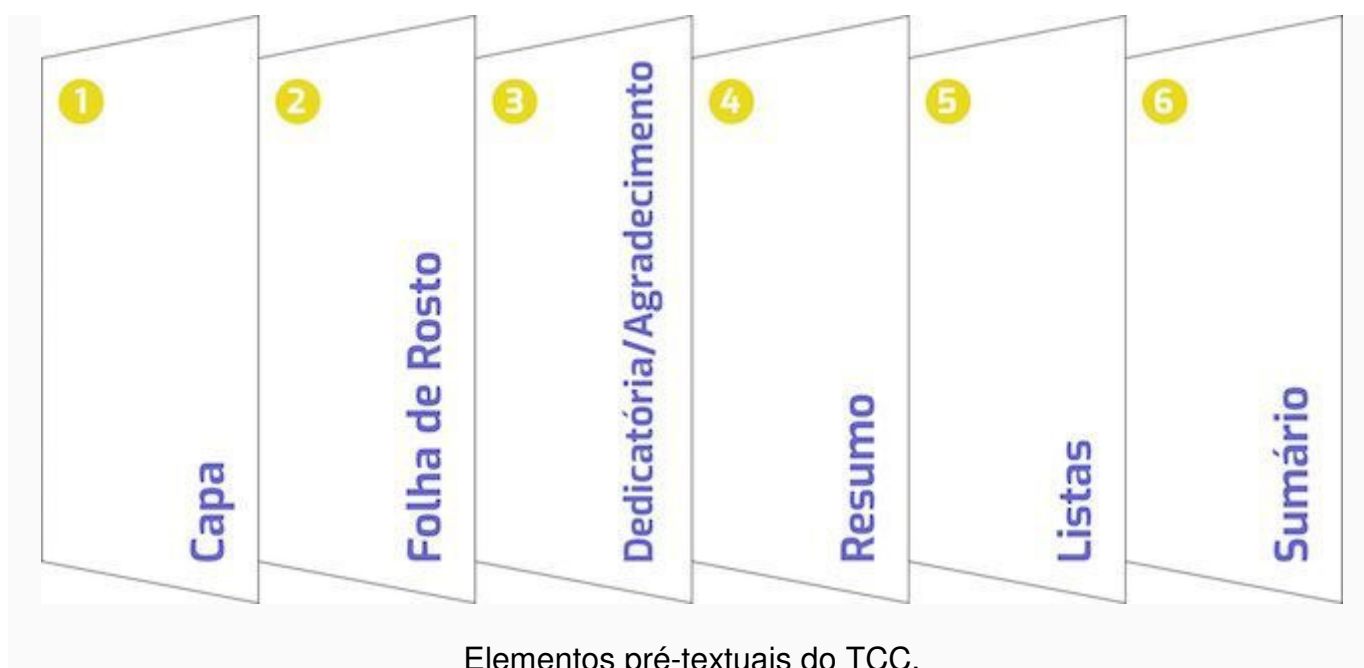 1
Capa
2
Folha de Rosto
3
Dedicatória/Agradecimento
4
Resumo
5
Listas
6
Sumário
Elementos pré-textuais do TCC.